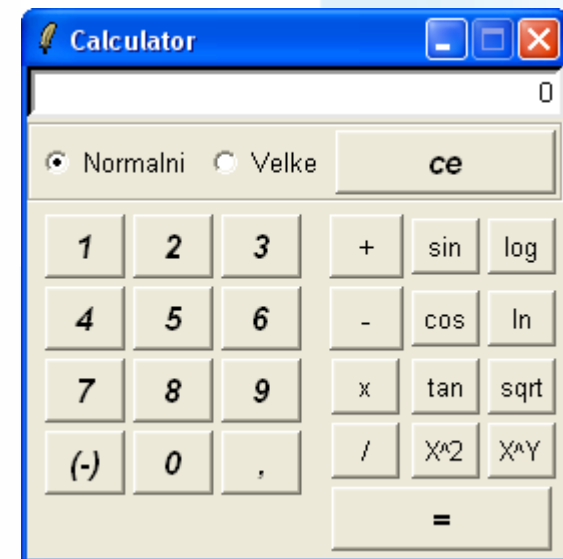 Calculator
0
Normalni Velke ce
1 2 3 + sin log
4 5 6 - cos ln
7 8 9 x tan sqrt
(-) 0 , / X^2 X^Y
=